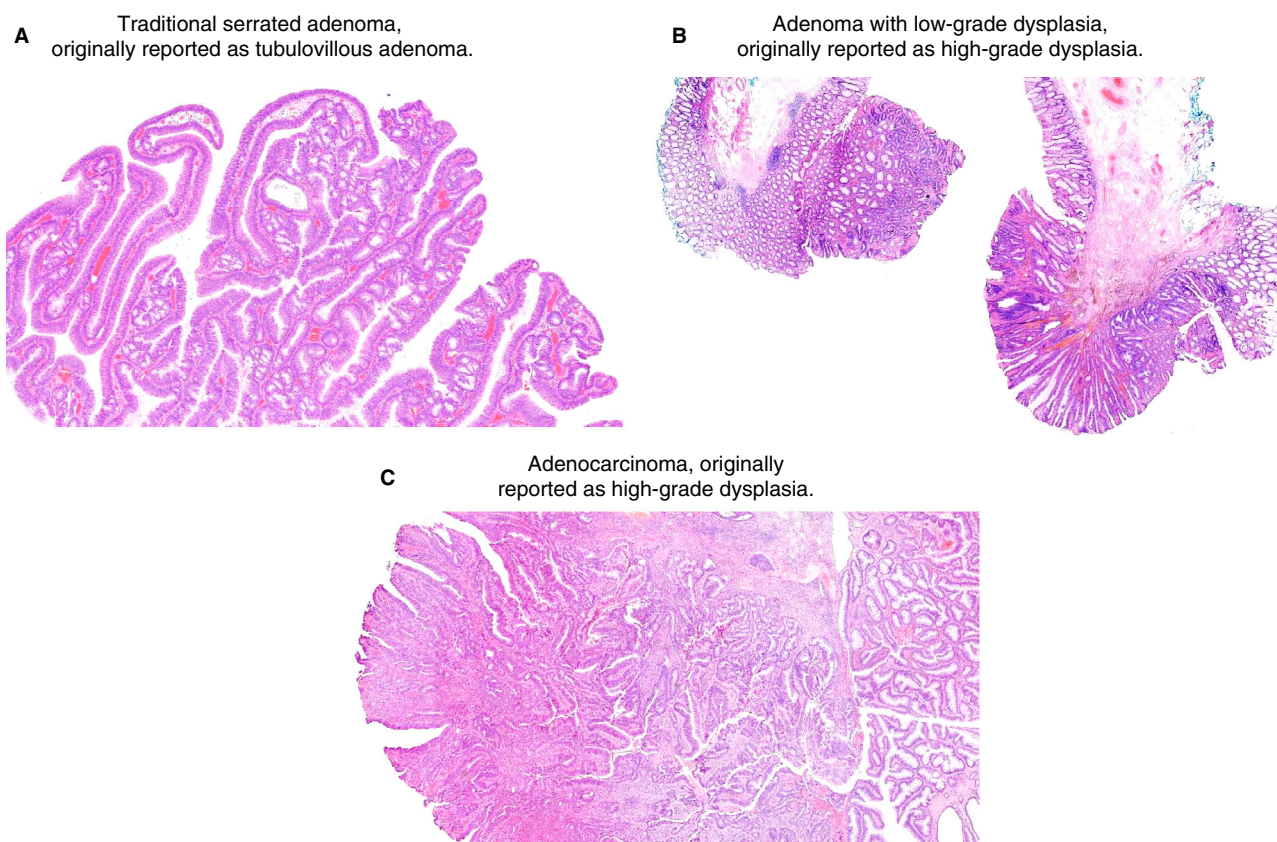 A
Traditional serrated adenoma,
originally reported as tubulovillous adenoma.
B
Adenoma with low-grade dysplasia,
originally reported as high-grade dysplasia.
C
Adenocarcinoma, originally
reported as high-grade dysplasia.